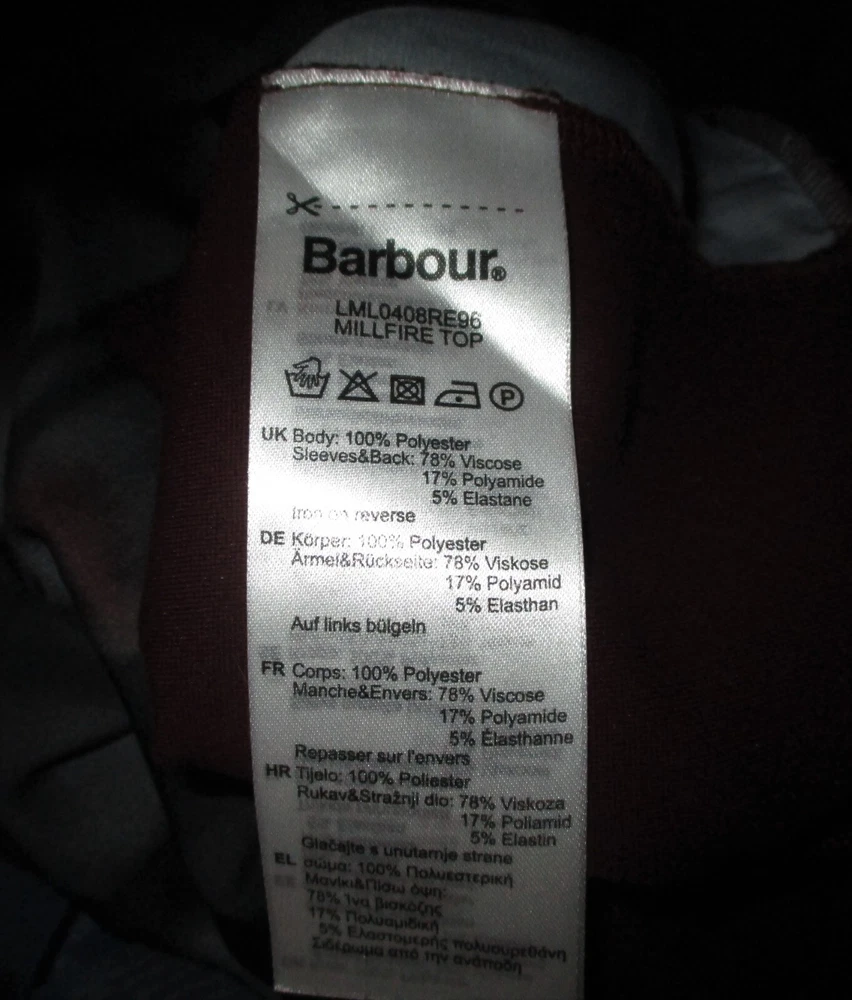 Barbour®
LML0408RE96
MILLFIRE TOP
P
UK Body: 100% Polyester
Sleeves&Back: 78% Viscose
17% Polyamide
5% Elastane
Iron on reverse
DE Körper: 100% Polyester
Ärmel&Rückseite: 78% Viskose
17% Polyamid
5% Elasthan
Auf links bülgeln
FR Corps: 100% Polyester
Manche&Envers: 78% Viscose
17% Polyamide
5% Élasthanne
Repasser sur l'envers
HR Tijelo: 100% Poliester
Rukav&Stražnji dio: 78% Viskoza
17% Poliamid
5% Elastin
Glačajte s unutarnje strane
EL σώμα: 100% Πολυεστερική
Μανίκι&Πίσω όψη:
78% Ίνα βισκόζης
17% Πολυαμιδική
5% Ελαστομερής πολυουρεθάνη
Σιδέρωμα από την ανάποδη